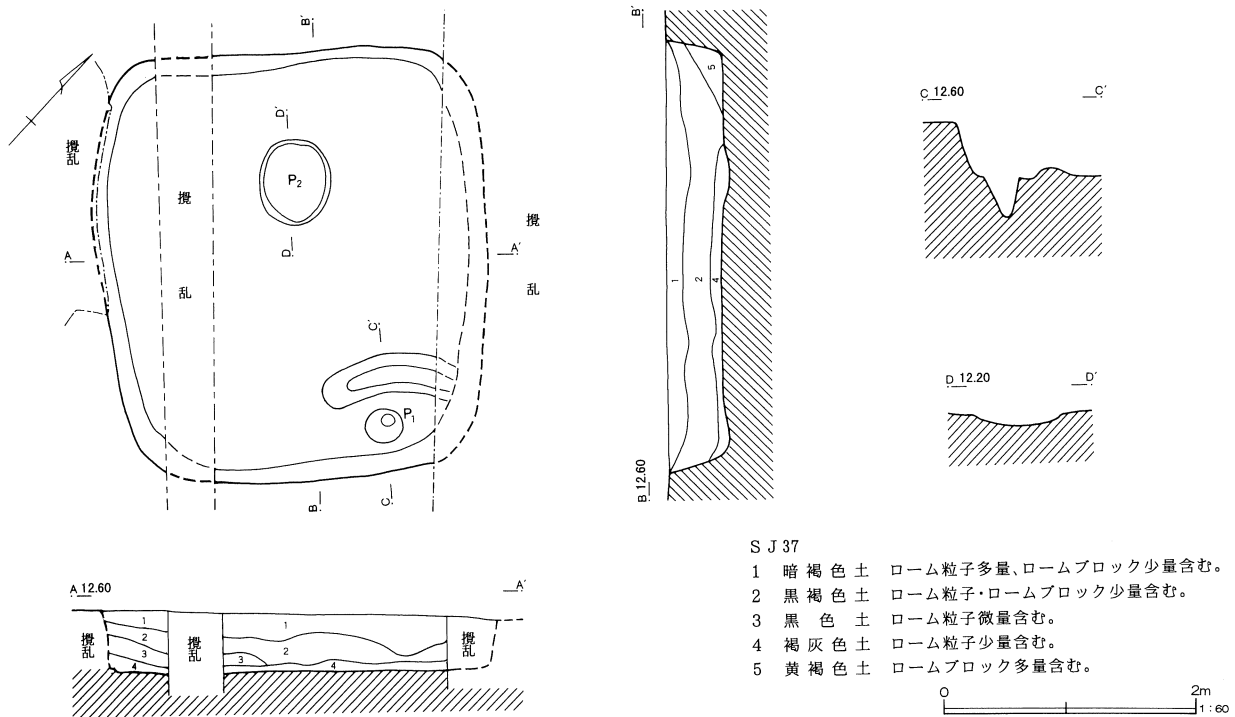 B′
B′
C 12.60 C′
D′
攪乱
P2
攪
攪
D
A A′
乱
乱
1 2 4 5
C′
D 12.20 D′
P1
B 12.60
B C
SJ37
1 暗褐色土 ローム粒子多量、ロームブロック少量含む。
2 黒褐色土 ローム粒子・ロームブロック少量含む。
3 黒色土 ローム粒子微量含む。
4 褐灰色土 ローム粒子少量含む。
5 黄褐色土 ロームブロック多量含む。
A 12.60 A′
1 1
2 2
3 3
4 4
攪乱 攪乱 攪乱
0 2m
1:60